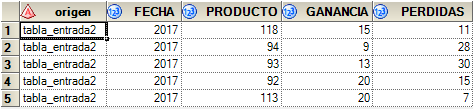 origen FECHA PRODUCTO GANANCIA PERDIDAS
1 tabla_entrada2 2017 118 15 11
2 tabla_entrada2 2017 94 9 28
3 tabla_entrada2 2017 93 13 30
4 tabla_entrada2 2017 92 20 15
5 tabla_entrada2 2017 113 20 7